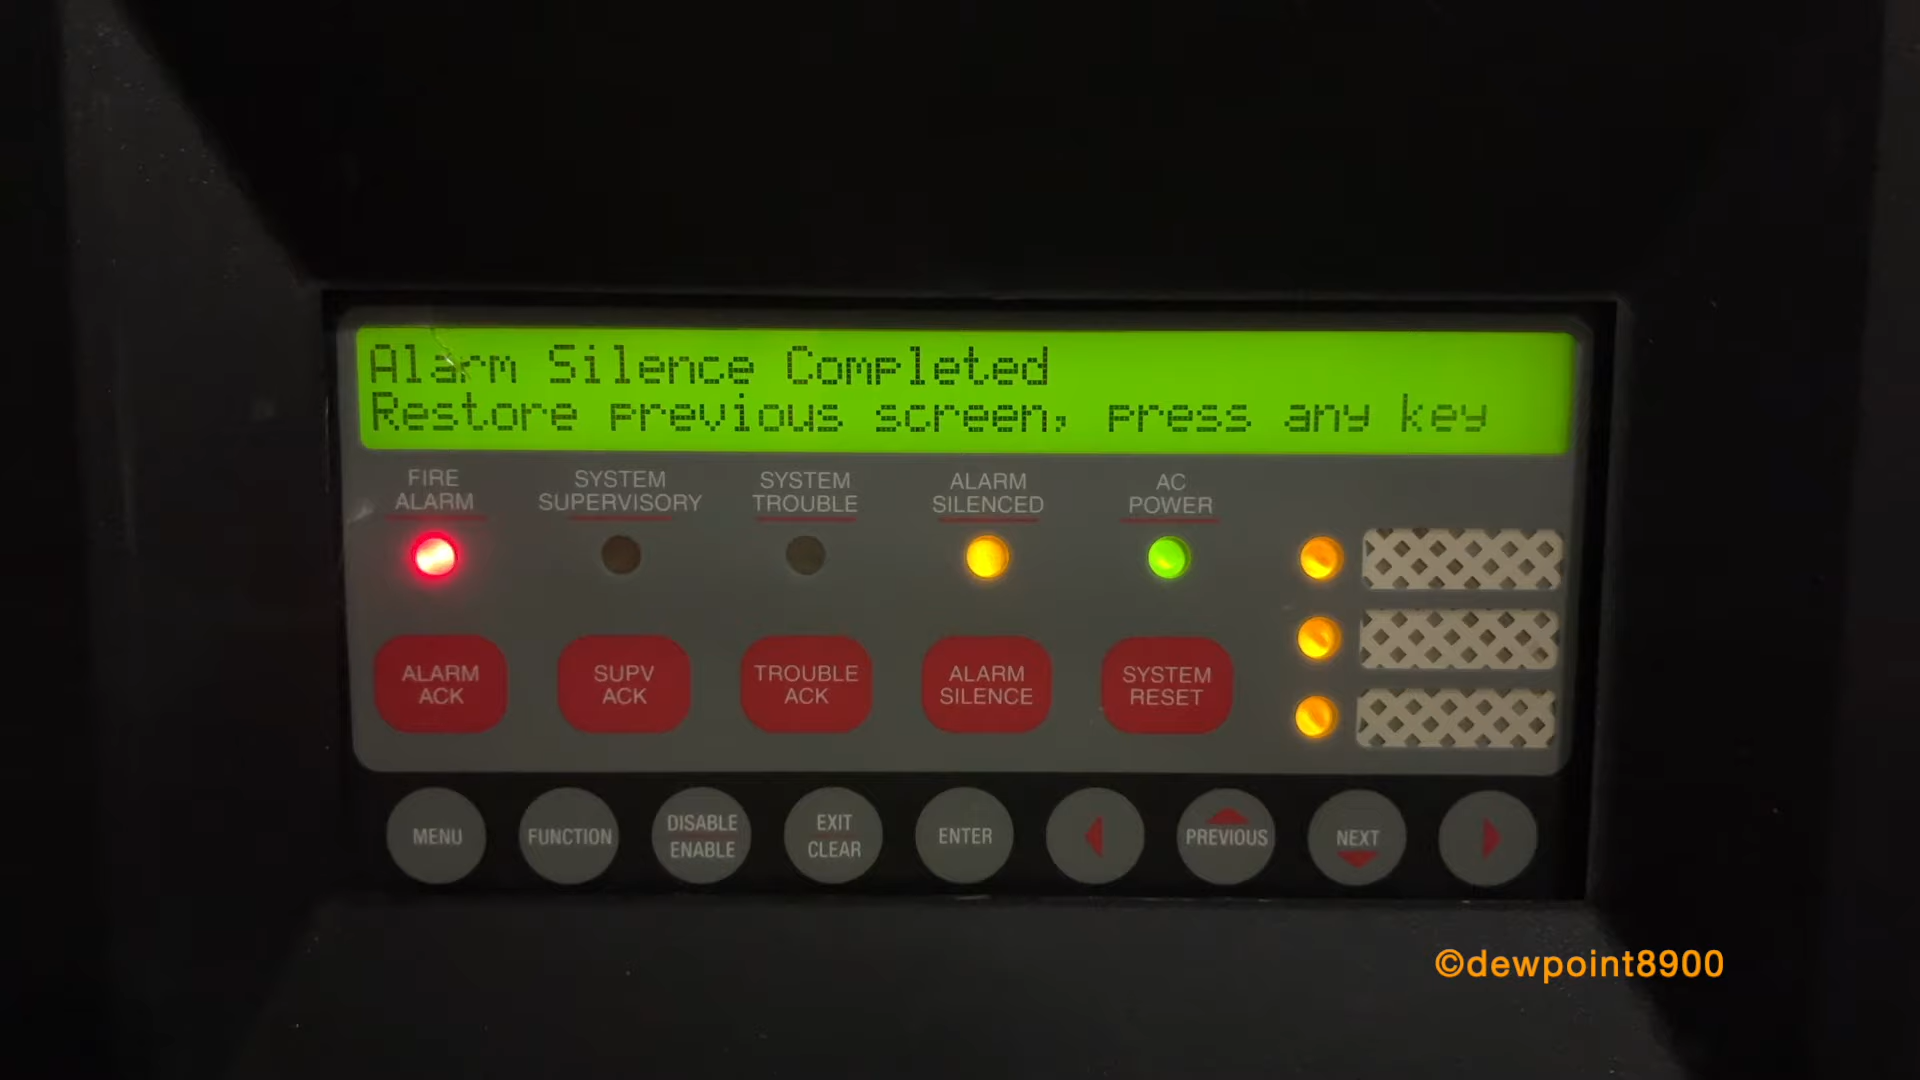 Alarm Silence Completed
Restore previous screen, press any key
FIRE ALARM
SYSTEM SUPERVISORY
SYSTEM TROUBLE
ALARM SILENCED
AC POWER
ALARM ACK
SUPV ACK
TROUBLE ACK
ALARM SILENCE
SYSTEM RESET
MENU
FUNCTION
DISABLE ENABLE
EXIT CLEAR
ENTER
PREVIOUS
NEXT
©dewpoint8900